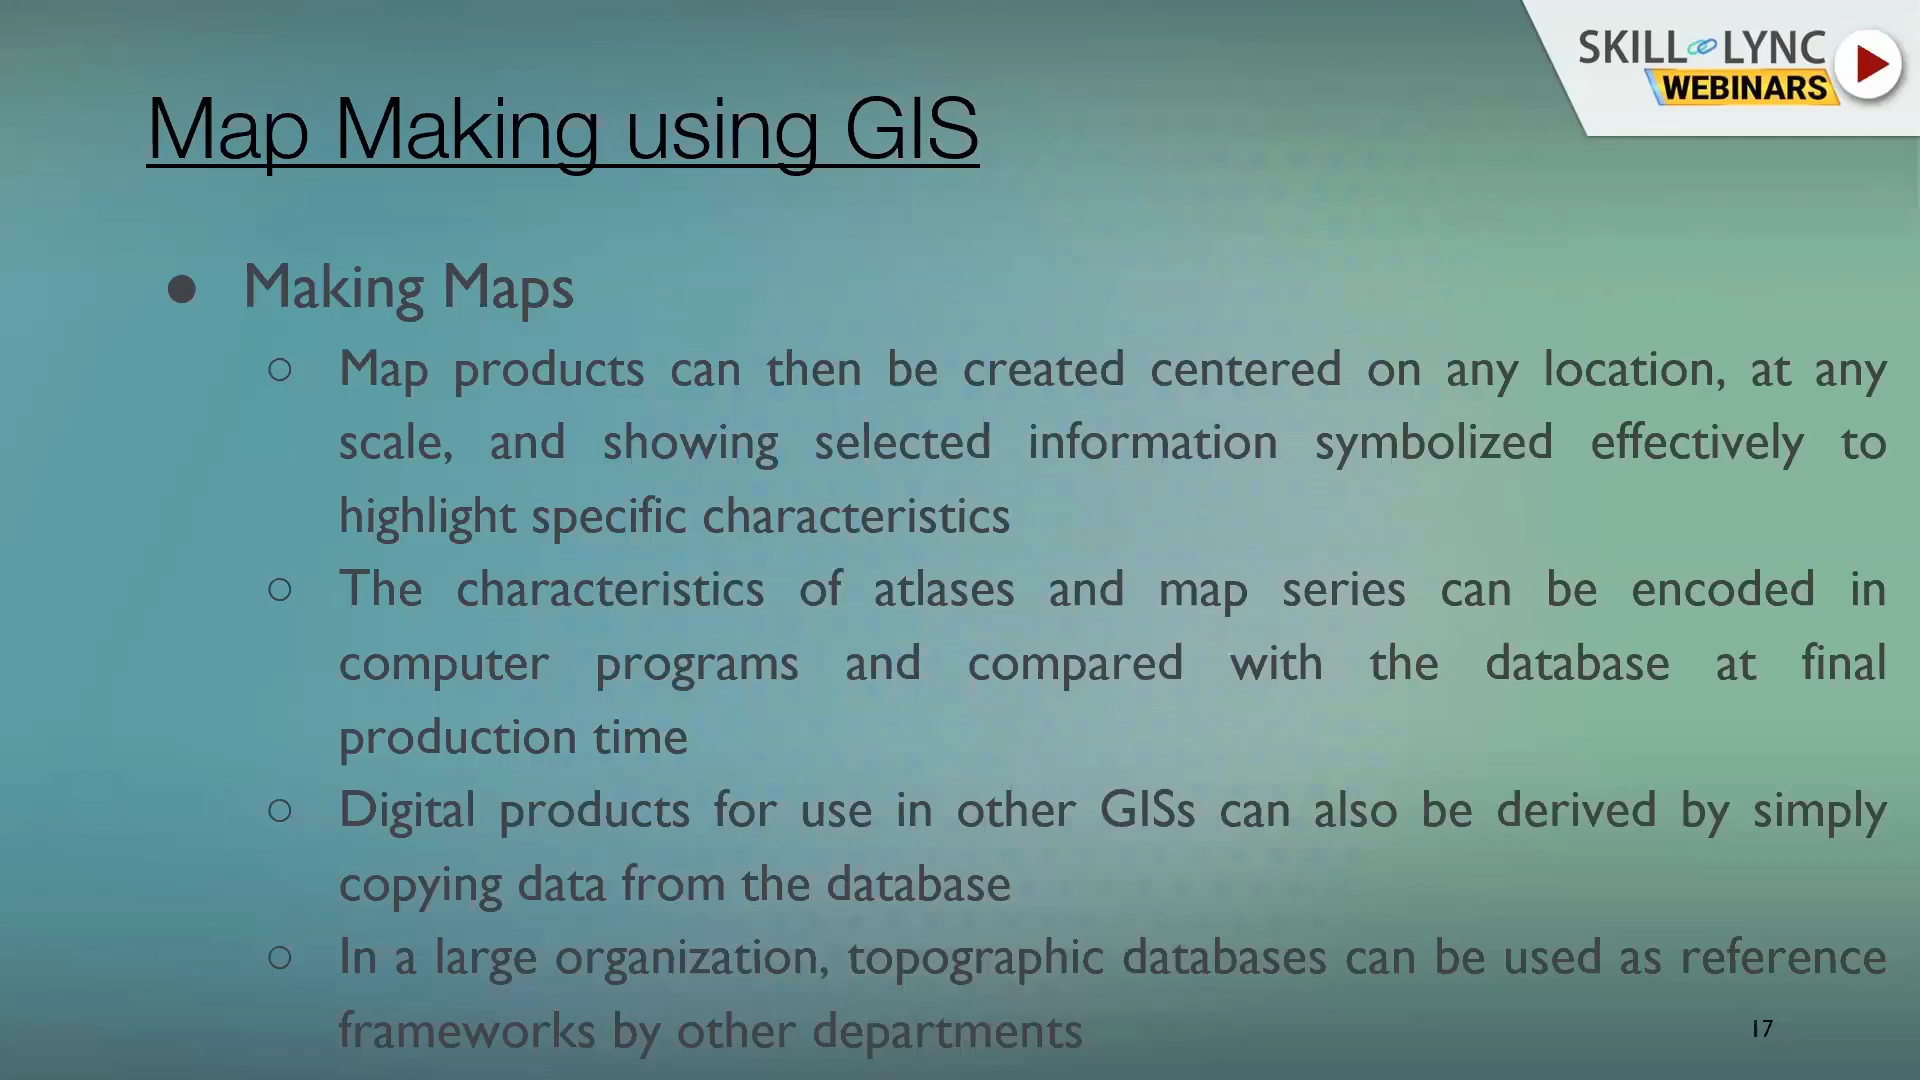 SKILL LYNC
WEBINARS
Map Making using GIS
● Making Maps
○ Map products can then be created centered on any location, at any
scale, and showing selected information symbolized effectively to
highlight specific characteristics
○ The characteristics of atlases and map series can be encoded in
computer programs and compared with the database at final
production time
○ Digital products for use in other GISs can also be derived by simply
copying data from the database
○ In a large organization, topographic databases can be used as reference
frameworks by other departments
17